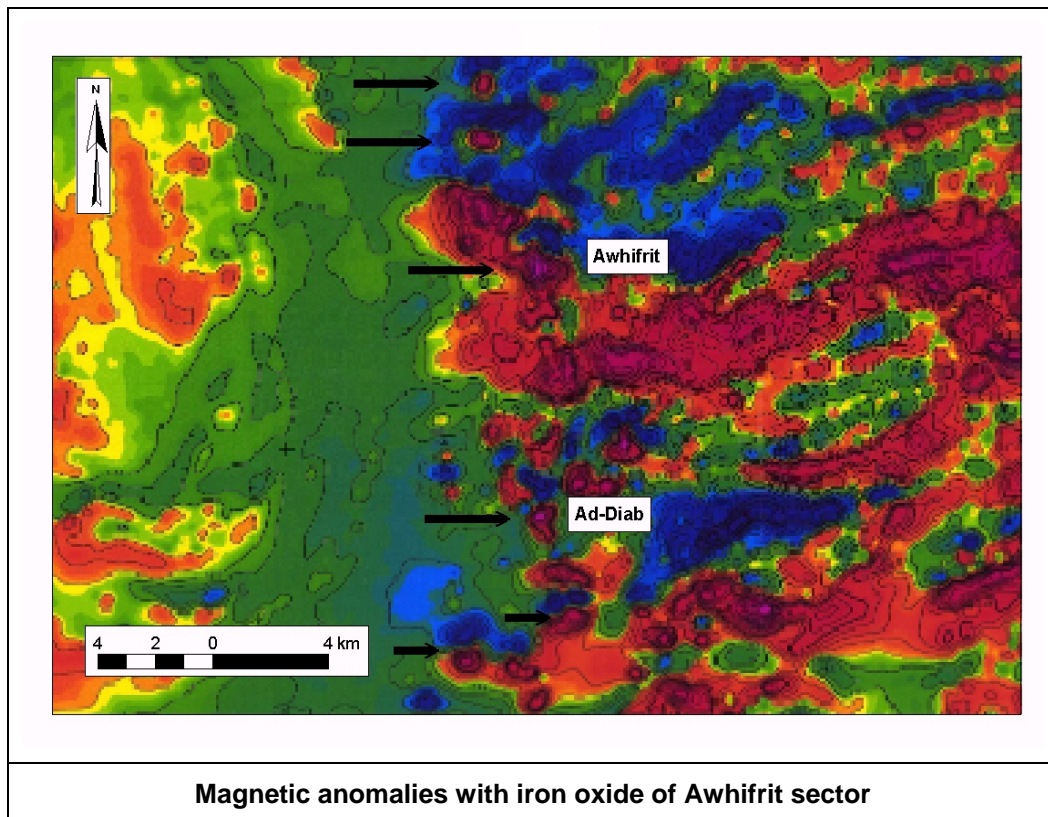 N
Awhifrit
Ad-Diab
4 2 0 4 km
Magnetic anomalies with iron oxide of Awhifrit sector